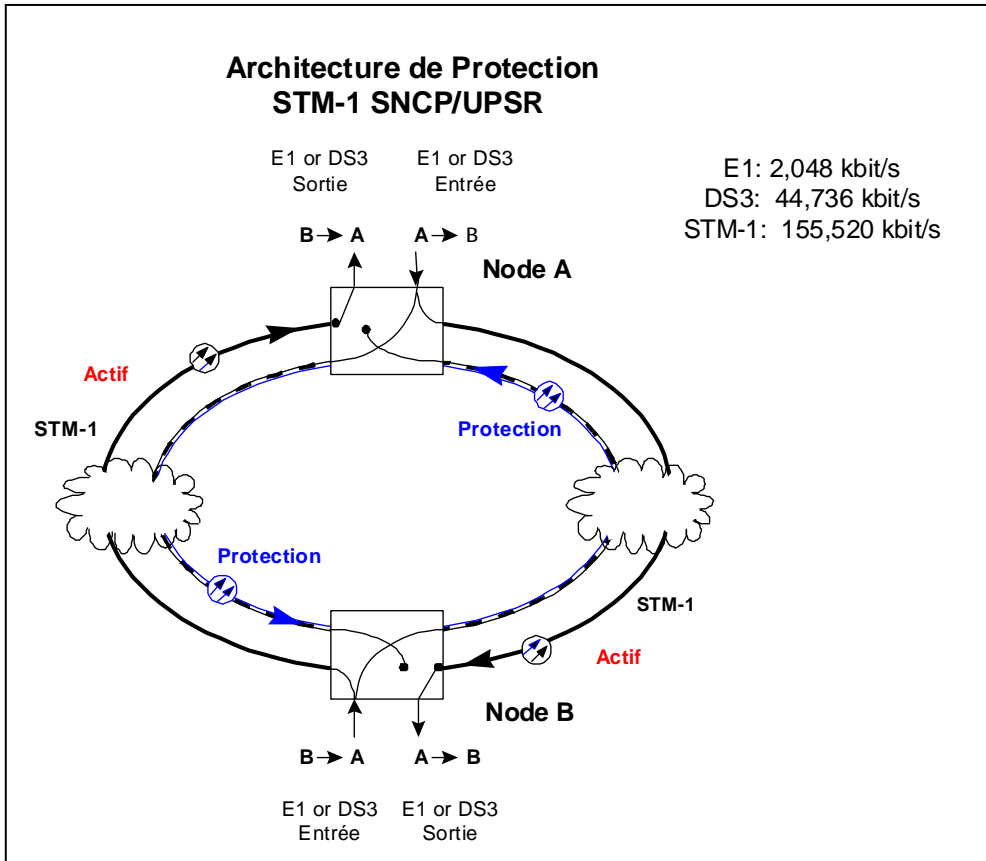 Architecture de Protection
STM-1 SNCP/UPSR
E1 or DS3
Sortie
E1 or DS3
Entrée
E1: 2,048 kbit/s
DS3: 44,736 kbit/s
STM-1: 155,520 kbit/s
B → A
A → B
Node A
Actif
STM-1
Protection
Protection
STM-1
Actif
Node B
B → A
A → B
E1 or DS3
Entrée
E1 or DS3
Sortie